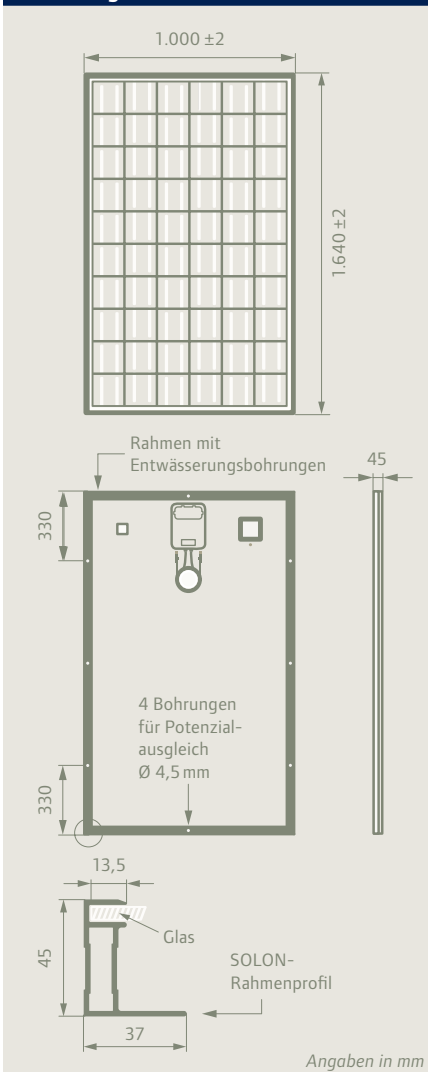 1.000 ±2
1.640 ±2
Rahmen mit
Entwässerungsbohrungen
45
330
4 Bohrungen
für Potenzial-
ausgleich
Ø 4,5 mm
330
13,5
Glas
45
SOLON-
Rahmenprofil
37
Angaben in mm